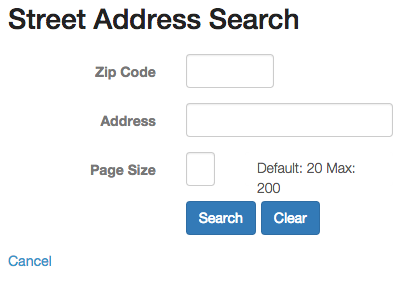 Street Address Search
Zip Code
Address
Page Size
Default: 20 Max:
200
Search Clear
Cancel